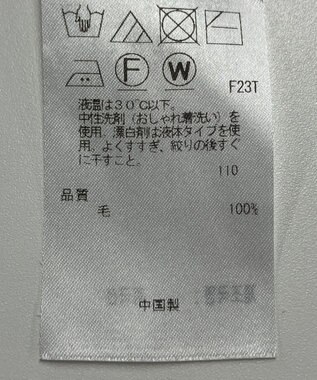 F W F23T
液温は30℃以下。
中性洗剤(おしゃれ着洗い)を
使用、漂白剤は液体タイプを使
用、よくすすぎ、絞りの後すぐ
に干すこと。
110
品質
毛 100%
中国製